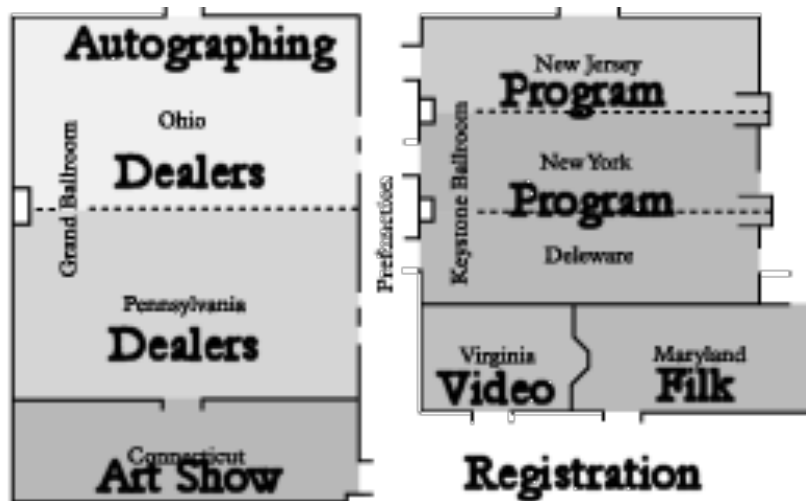 Autographing
Ohio
Dealers
Grand Ballroom
Pennsylvania
Dealers
Connecticut
Art Show
Prefunction
New Jersey
Program
Keystone Ballroom
New York
Program
Deleware
Virginia
Video
Maryland
Filk
Registration